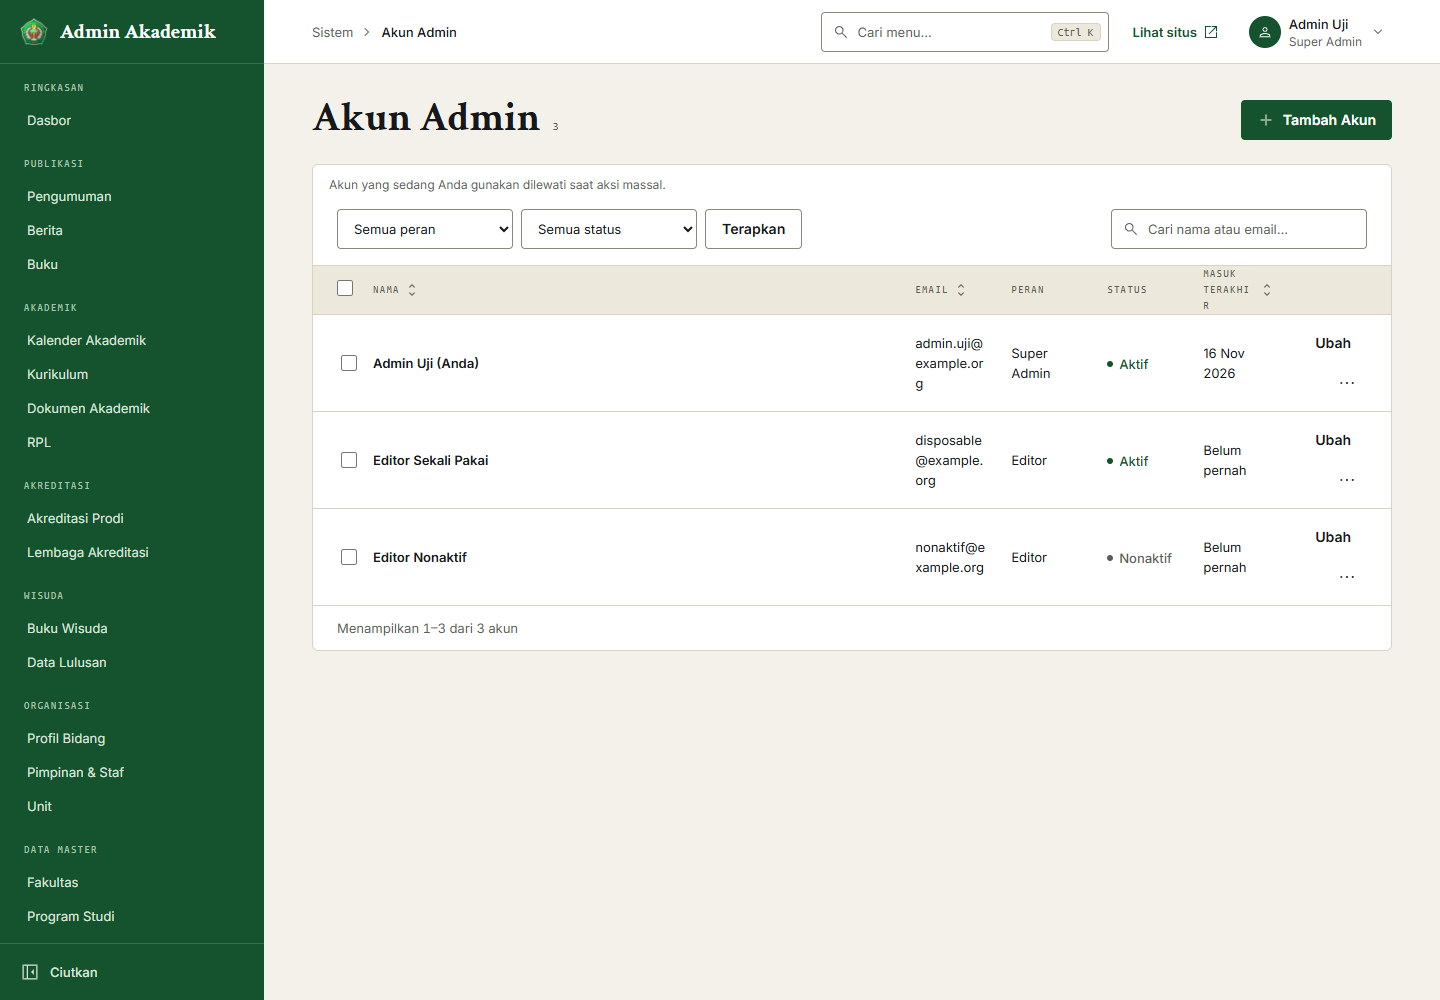 Admin Akademik
RINGKASAN
Dasbor
PUBLIKASI
Pengumuman
Berita
Buku
AKADEMIK
Kalender Akademik
Kurikulum
Dokumen Akademik
RPL
AKREDITASI
Akreditasi Prodi
Lembaga Akreditasi
WISUDA
Buku Wisuda
Data Lulusan
ORGANISASI
Profil Bidang
Pimpinan & Staf
Unit
DATA MASTER
Fakultas
Program Studi
Ciutkan
Sistem > Akun Admin
Cari menu...
Ctrl K
Lihat situs
Admin Uji
Super Admin
Akun Admin 3
+ Tambah Akun
Akun yang sedang Anda gunakan dilewati saat aksi massal.
Semua peran
Semua status
Terapkan
Cari nama atau email...
NAMA
EMAIL
PERAN
STATUS
MASUK
TERAKHI
R
Admin Uji (Anda)
admin.uji@
example.or
g
Super
Admin
Aktif
16 Nov
2026
Ubah
...
Editor Sekali Pakai
disposable
@example.
org
Editor
Aktif
Belum
pernah
Ubah
...
Editor Nonaktif
nonaktif@e
xample.org
Editor
Nonaktif
Belum
pernah
Ubah
...
Menampilkan 1–3 dari 3 akun